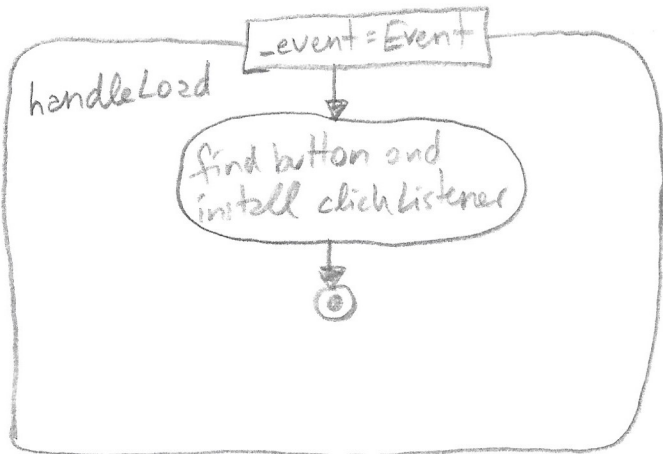 _event = Event
handleLoad
find button and
install clickListener